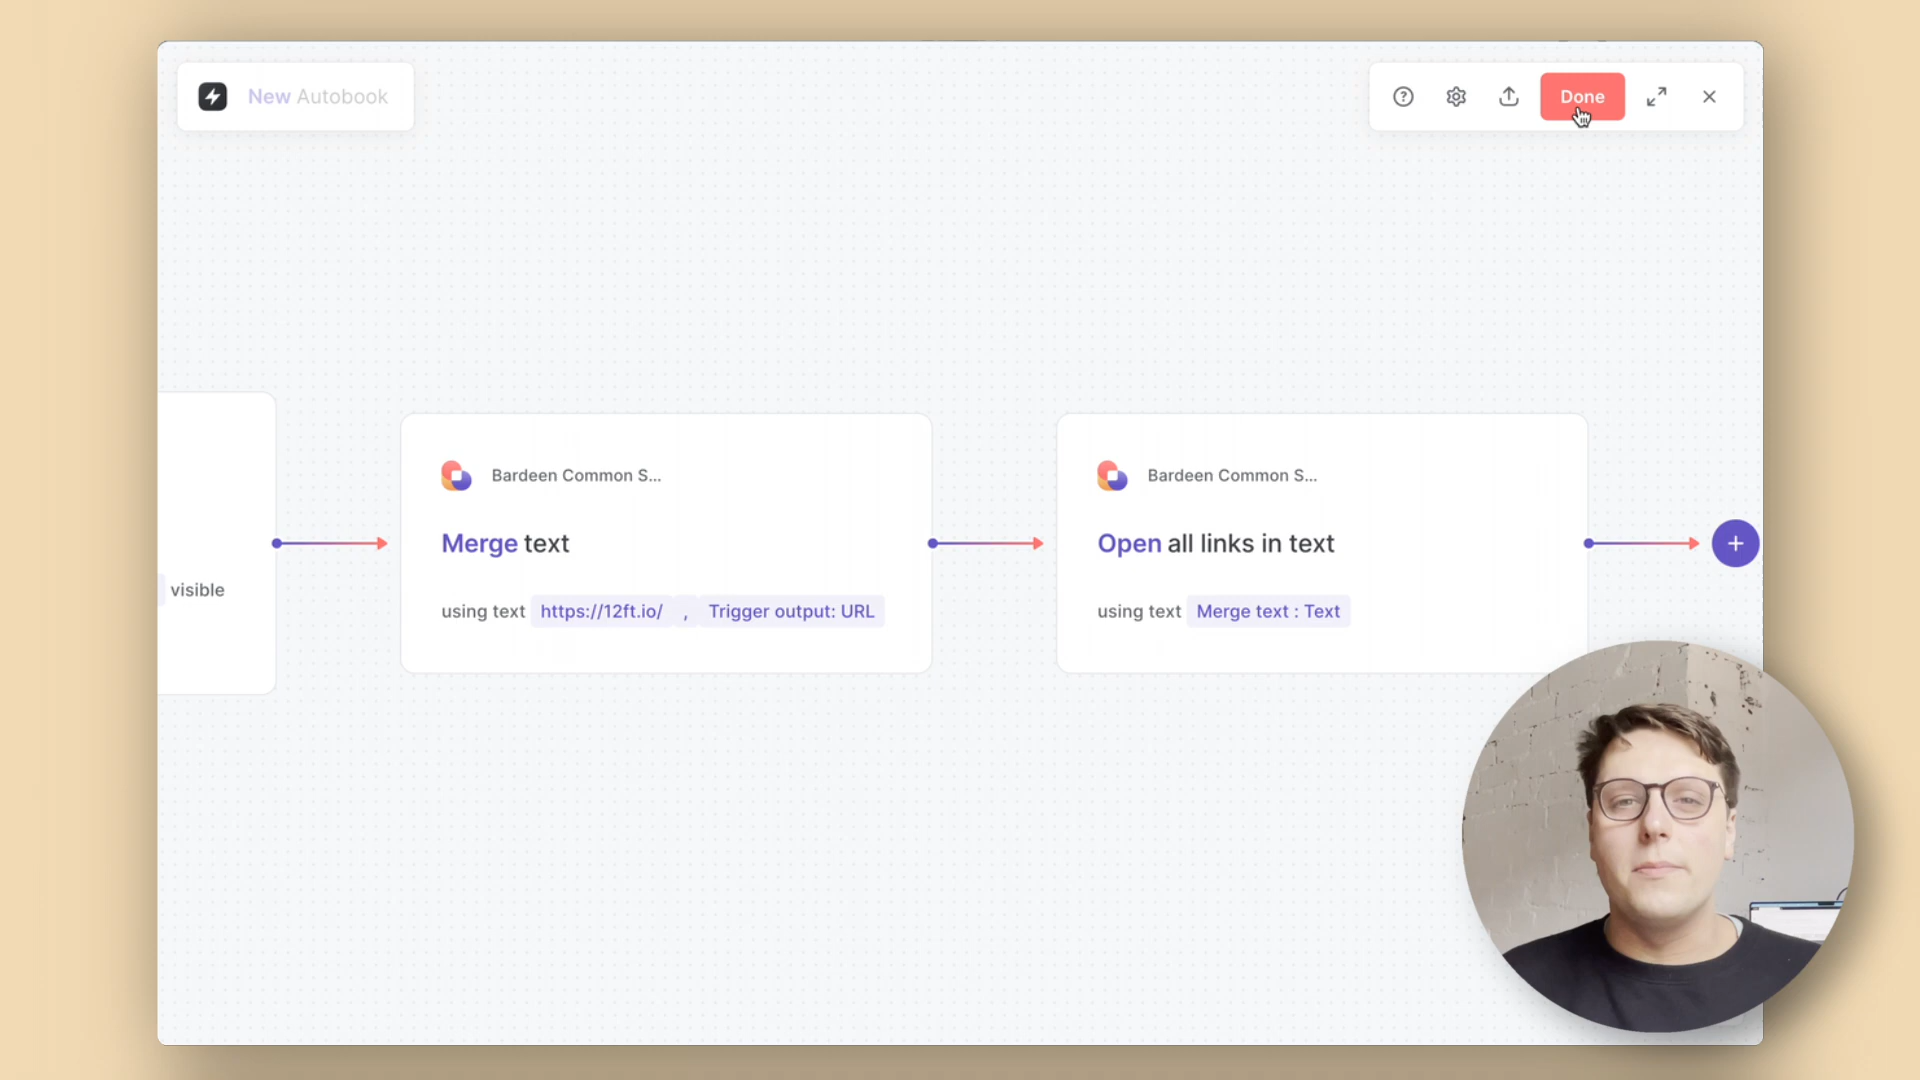 New Autobook
Done
Bardeen Common S...
Merge text
using text https://12ft.io/ , Trigger output: URL
Bardeen Common S...
Open all links in text
using text Merge text : Text
visible